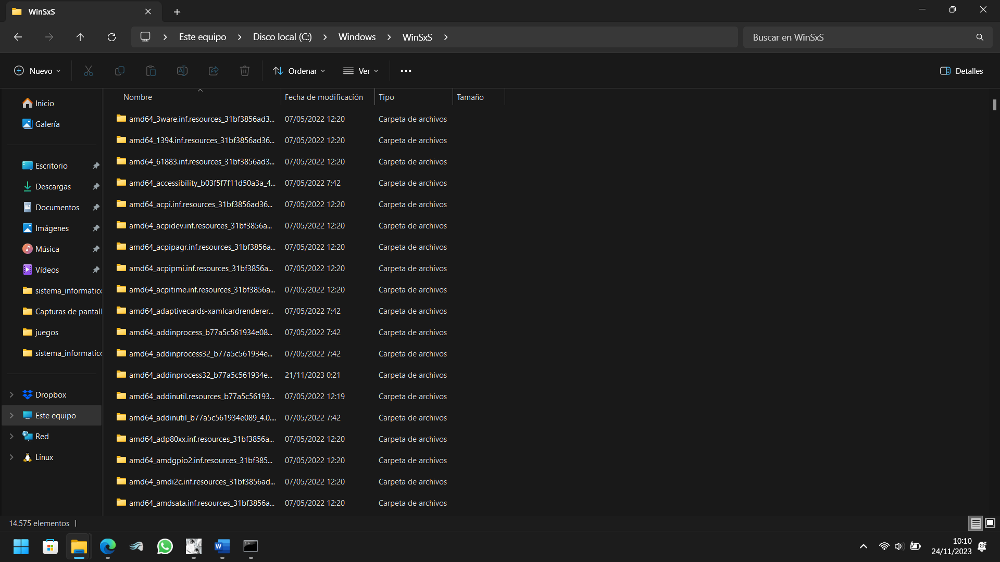 WinSxS
Este equipo
Disco local (C:)
Windows
WinSxS
Buscar en WinSxS
Nuevo
Ordenar
Ver
Detalles
Nombre
Fecha de modificación
Tipo
Tamaño
Inicio
Galería
Escritorio
Descargas
Documentos
Imágenes
Música
Vídeos
sistema_informatico
Capturas de pantall
juegos
sistema_informatico
Dropbox
Este equipo
Red
Linux
amd64_3ware.inf.resources_31bf3856ad3... 07/05/2022 12:20 Carpeta de archivos
amd64_1394.inf.resources_31bf3856ad36... 07/05/2022 12:20 Carpeta de archivos
amd64_61883.inf.resources_31bf3856ad3... 07/05/2022 12:20 Carpeta de archivos
amd64_accessibility_b03f5f7f11d50a3a_4... 07/05/2022 7:42 Carpeta de archivos
amd64_acpi.inf.resources_31bf3856ad36... 07/05/2022 12:20 Carpeta de archivos
amd64_acpidev.inf.resources_31bf3856a... 07/05/2022 12:20 Carpeta de archivos
amd64_acpipagr.inf.resources_31bf3856a... 07/05/2022 12:20 Carpeta de archivos
amd64_acpipmi.inf.resources_31bf3856a... 07/05/2022 12:20 Carpeta de archivos
amd64_acpitime.inf.resources_31bf3856a... 07/05/2022 12:20 Carpeta de archivos
amd64_adaptivecards-xamlcardrenderer... 07/05/2022 7:42 Carpeta de archivos
amd64_addinprocess_b77a5c561934e08... 07/05/2022 7:42 Carpeta de archivos
amd64_addinprocess32_b77a5c561934e... 07/05/2022 7:42 Carpeta de archivos
amd64_addinprocess32_b77a5c561934e... 21/11/2023 0:21 Carpeta de archivos
amd64_addinutil.resources_b77a5c56193... 07/05/2022 12:19 Carpeta de archivos
amd64_addinutil_b77a5c561934e089_4.0.... 07/05/2022 7:42 Carpeta de archivos
amd64_adp80xx.inf.resources_31bf3856a... 07/05/2022 12:20 Carpeta de archivos
amd64_amdgpio2.inf.resources_31bf385... 07/05/2022 12:20 Carpeta de archivos
amd64_amdi2c.inf.resources_31bf3856ad... 07/05/2022 12:20 Carpeta de archivos
amd64_amdsata.inf.resources_31bf3856a... 07/05/2022 12:20 Carpeta de archivos
14.575 elementos
10:10
24/11/2023